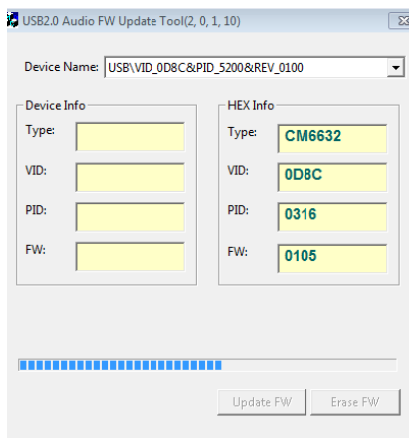 USB2.0 Audio FW Update Tool(2, 0, 1, 10)
Device Name: USB\VID_0D8C&PID_5200&REV_0100
Device Info
Type:
VID:
PID:
FW:
HEX Info
Type: CM6632
VID: 0D8C
PID: 0316
FW: 0105
Update FW Erase FW